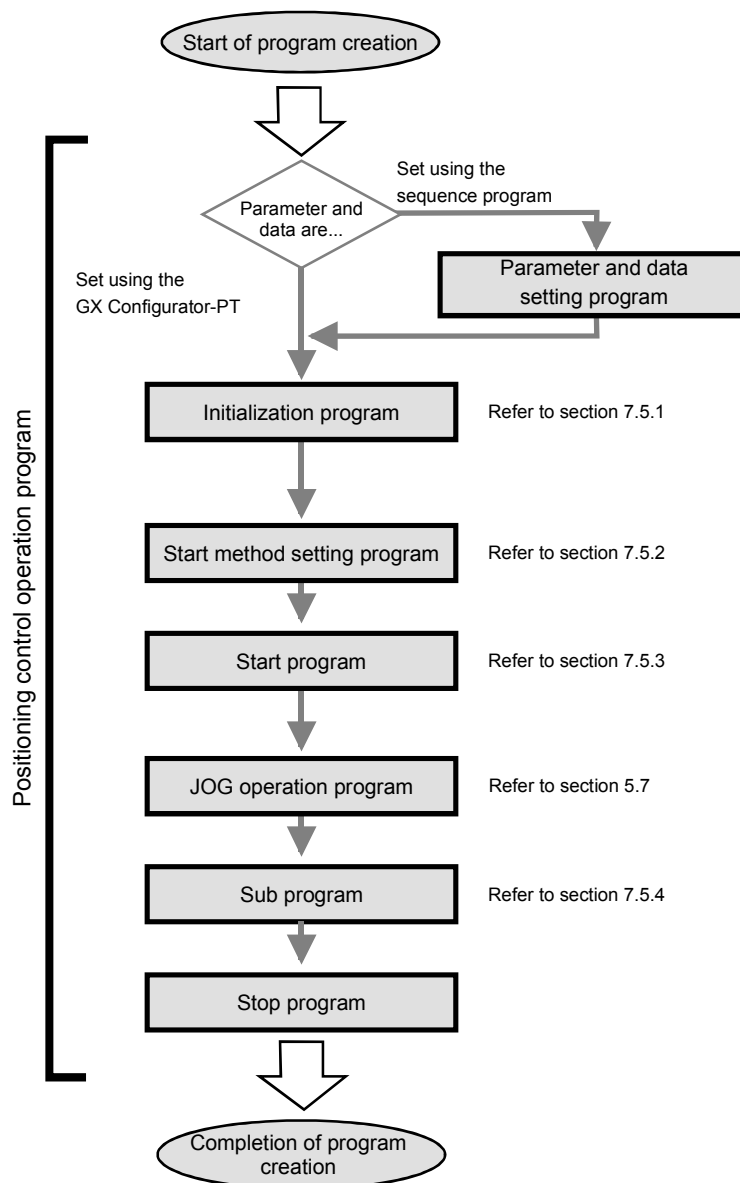 Start of program creation
Set using the
sequence program
Parameter and
data are...
Set using the
GX Configurator-PT
Parameter and data
setting program
Positioning control operation program
Initialization program
Refer to section 7.5.1
Start method setting program
Refer to section 7.5.2
Start program
Refer to section 7.5.3
JOG operation program
Refer to section 5.7
Sub program
Refer to section 7.5.4
Stop program
Completion of program
creation